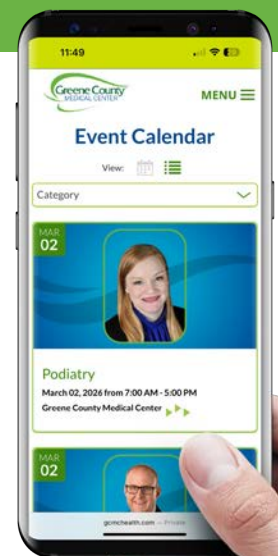 11:49
Greene County
MEDICAL CENTER
MENU
Event Calendar
View:
Category
MAR
02
Podiatry
March 02, 2026 from 7:00 AM - 5:00 PM
Greene County Medical Center
MAR
02
gcmchealth.com — Private